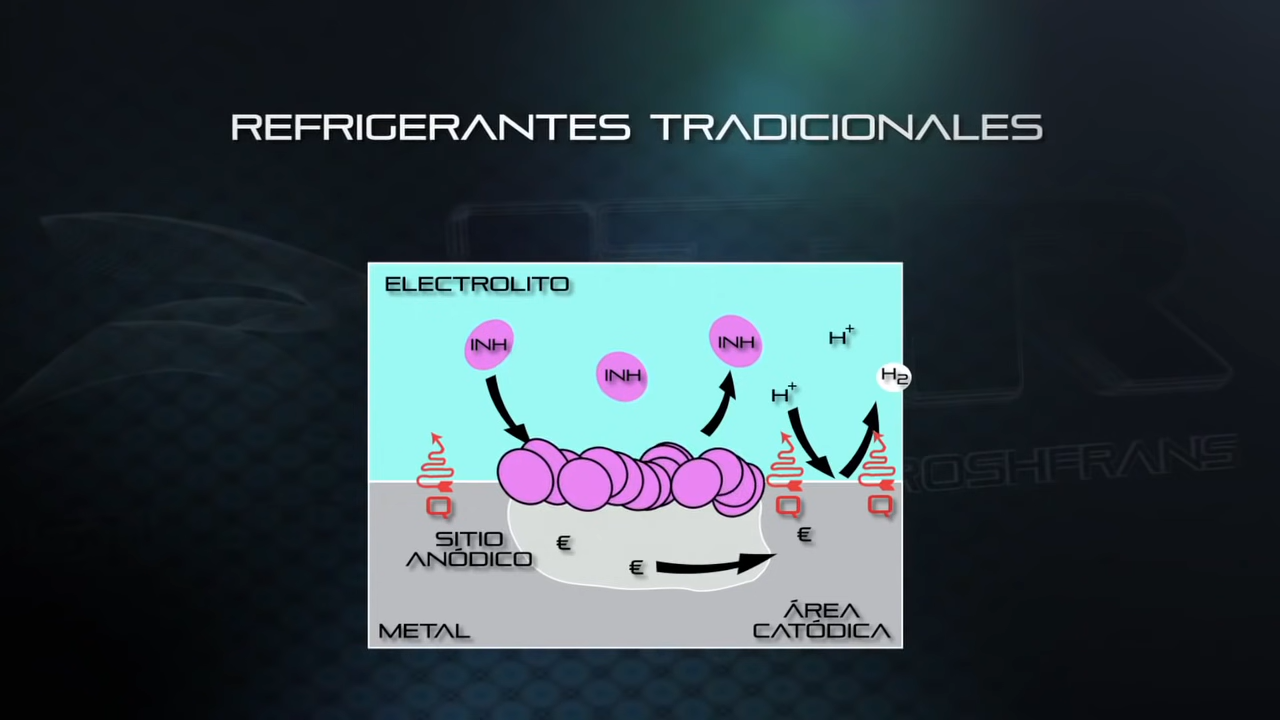 REFRIGERANTES TRADICIONALES
ELECTROLITO
INH
INH
INH
H+
H+
H2
Q
Q
Q
SITIO
ANÓDICO
€
€
€
METAL
ÁREA
CATÓDICA
ROSHFRANS